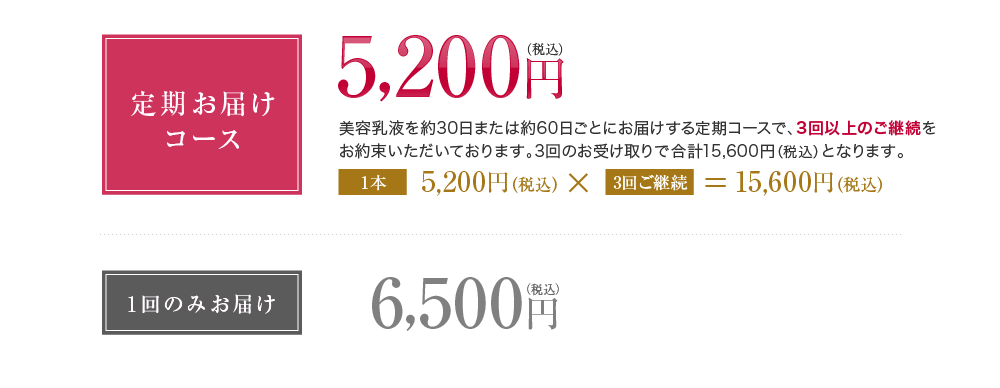 定期お届け
コース
5,200円(税込)
美容乳液を約30日または約60日ごとにお届けする定期コースで、3回以上のご継続を
お約束いただいております。3回のお受け取りで合計15,600円(税込)となります。
1本 5,200円(税込) × 3回ご継続 = 15,600円(税込)
1回のみお届け
6,500円(税込)